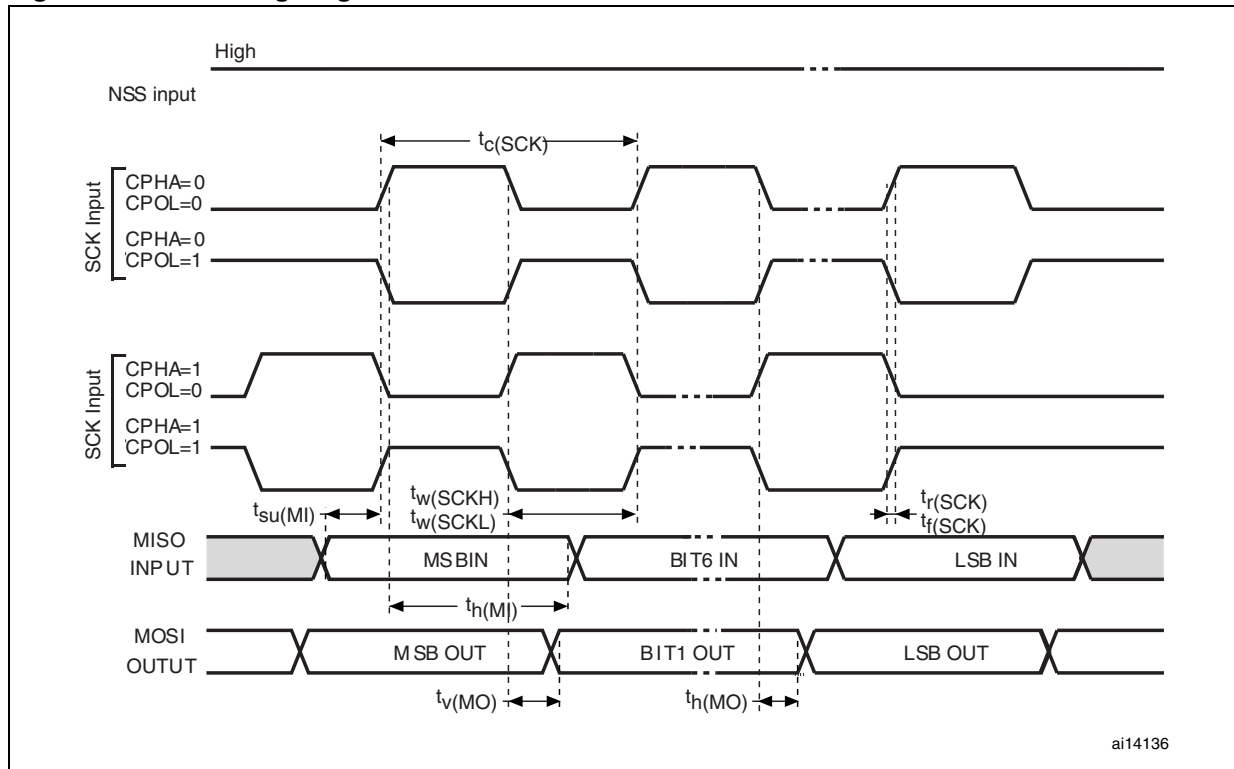 High
NSS input
tc(SCK)
SCK Input
CPHA=0
CPOL=0
CPHA=0
CPOL=1
SCK Input
CPHA=1
CPOL=0
CPHA=1
CPOL=1
tsu(MI)
tw(SCKH)
tw(SCKL)
tr(SCK)
tf(SCK)
MISO
INPUT
MSBIN
BIT6 IN
LSB IN
th(MI)
MOSI
OUTUT
MSB OUT
BIT1 OUT
LSB OUT
tv(MO)
th(MO)
ai14136